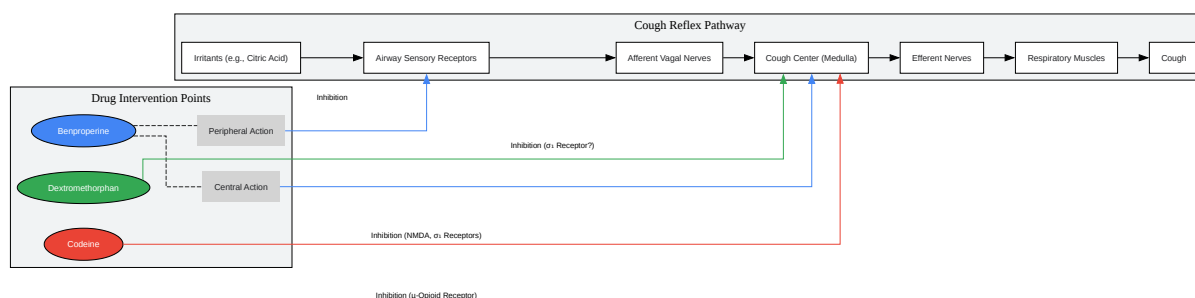 Cough Reflex Pathway
Irritants (e.g., Citric Acid)
Airway Sensory Receptors
Afferent Vagal Nerves
Cough Center (Medulla)
Efferent Nerves
Respiratory Muscles
Cough
Drug Intervention Points
Inhibition
Benproperine
Peripheral Action
Inhibition (σ₁ Receptor?)
Dextromethorphan
Central Action
Inhibition (NMDA, σ₁ Receptors)
Codeine
Inhibition (μ-Opioid Receptor)